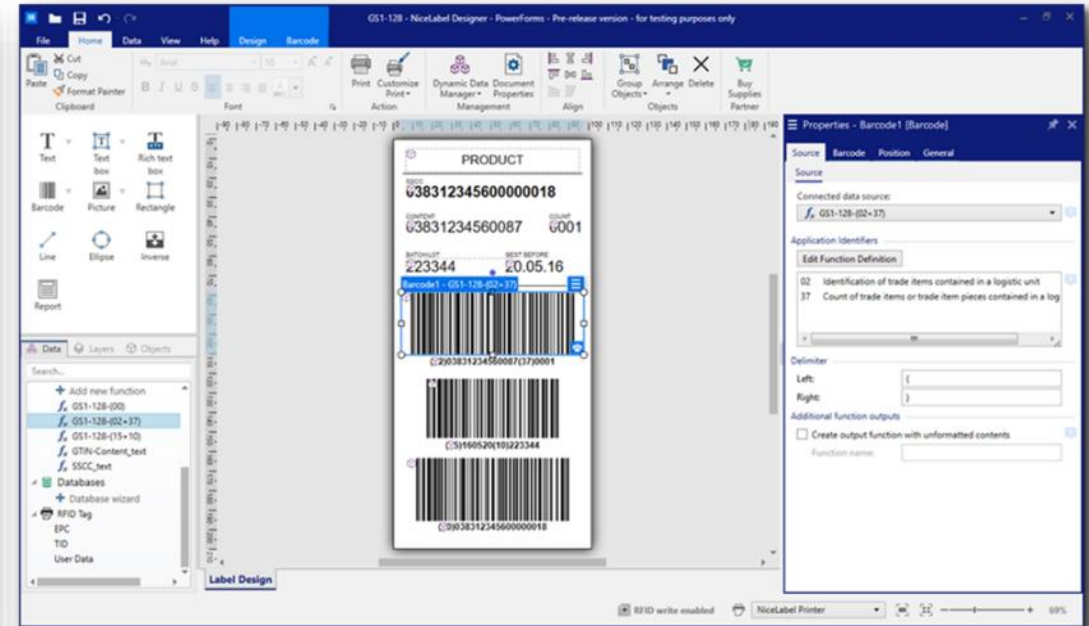 GS1-128 - NiceLabel Designer - PowerForms - Pre-release version - for testing purposes only
File Home Data View Help Design Barcode
Paste
Cut
Copy
Format Painter
Clipboard
Arial 10
B I U S
Font
Print
Customize Print
Action
Dynamic Data Manager
Document Properties
Management
Align
Group Objects
Arrange
Delete
Objects
Buy Supplies
Partner
Text
Text box
Rich text box
Barcode
Picture
Rectangle
Line
Ellipse
Inverse
Report
Data Layers Objects
Search...
Add new function
GS1-128-(00)
GS1-128-(02+37)
GS1-128-(15+10)
GTIN-Content_text
SSCC_text
Databases
Database wizard
RFID Tag
EPC
TID
User Data
PRODUCT
SSCC
038312345600000018
CONTENT COUNT
03831234560087 0001
BATCH/LOT BEST BEFORE
223344 20.05.16
Barcode1 - GS1-128-(02+37)
(02)03831234560087(37)0001
(15)160520(10)223344
(00)038312345600000018
Label Design
Properties - Barcode1 [Barcode]
Source Barcode Position General
Source
Connected data source:
GS1-128-(02+37)
Application Identifiers
Edit Function Definition
02 Identification of trade items contained in a logistic unit
37 Count of trade items or trade item pieces contained in a log
Delimiter
Left: (
Right: )
Additional function outputs
Create output function with unformatted contents
Function name:
RFID write enabled NiceLabel Printer 69%